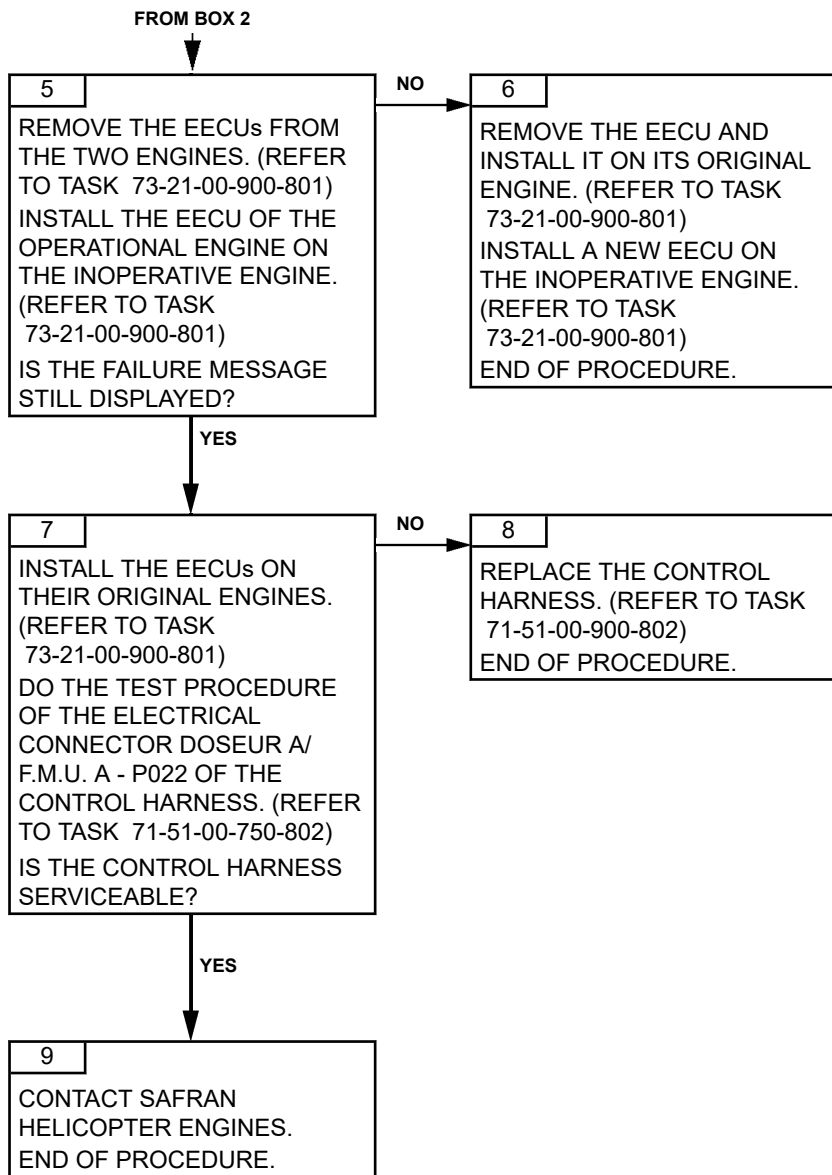 FROM BOX 2
5
REMOVE THE EECUs FROM
THE TWO ENGINES. (REFER
TO TASK 73-21-00-900-801)
INSTALL THE EECU OF THE
OPERATIONAL ENGINE ON
THE INOPERATIVE ENGINE.
(REFER TO TASK
73-21-00-900-801)
IS THE FAILURE MESSAGE
STILL DISPLAYED?
NO
6
REMOVE THE EECU AND
INSTALL IT ON ITS ORIGINAL
ENGINE. (REFER TO TASK
73-21-00-900-801)
INSTALL A NEW EECU ON
THE INOPERATIVE ENGINE.
(REFER TO TASK
73-21-00-900-801)
END OF PROCEDURE.
YES
7
INSTALL THE EECUs ON
THEIR ORIGINAL ENGINES.
(REFER TO TASK
73-21-00-900-801)
DO THE TEST PROCEDURE
OF THE ELECTRICAL
CONNECTOR DOSEUR A/
F.M.U. A - P022 OF THE
CONTROL HARNESS. (REFER
TO TASK 71-51-00-750-802)
IS THE CONTROL HARNESS
SERVICEABLE?
NO
8
REPLACE THE CONTROL
HARNESS. (REFER TO TASK
71-51-00-900-802)
END OF PROCEDURE.
YES
9
CONTACT SAFRAN
HELICOPTER ENGINES.
END OF PROCEDURE.